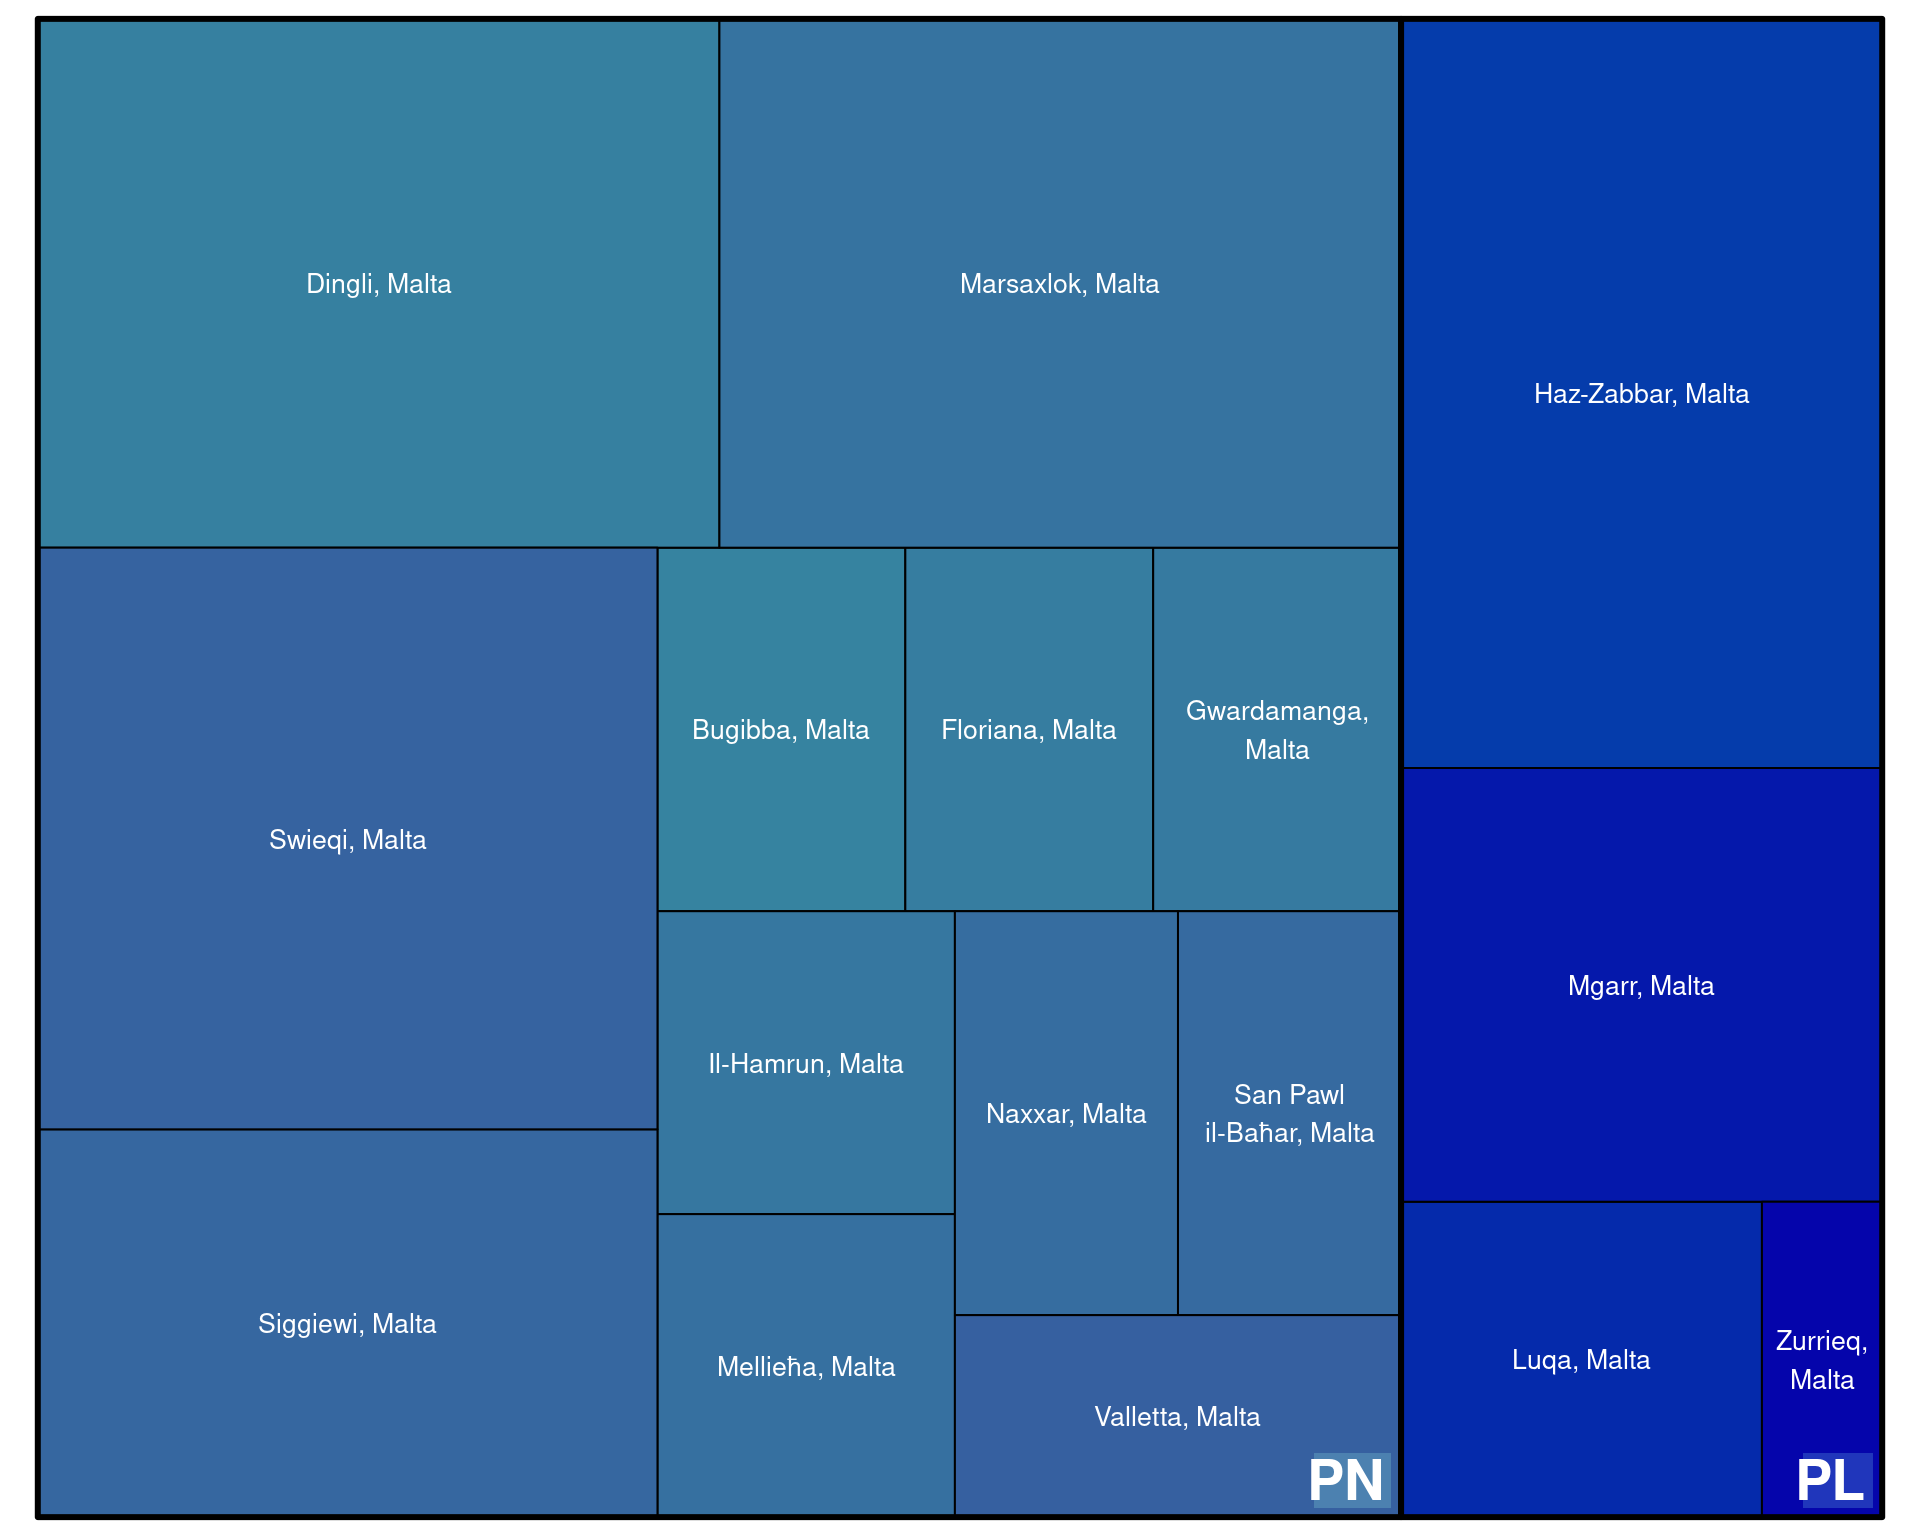 Dingli, Malta
Marsaxlok, Malta
Haz-Zabbar, Malta
Swieqi, Malta
Bugibba, Malta
Floriana, Malta
Gwardamanga,
Malta
Mgarr, Malta
Il-Hamrun, Malta
Naxxar, Malta
San Pawl
il-Baħar, Malta
Siggiewi, Malta
Mellieħa, Malta
Valletta, Malta
Luqa, Malta
Zurrieq,
Malta
PN
PL